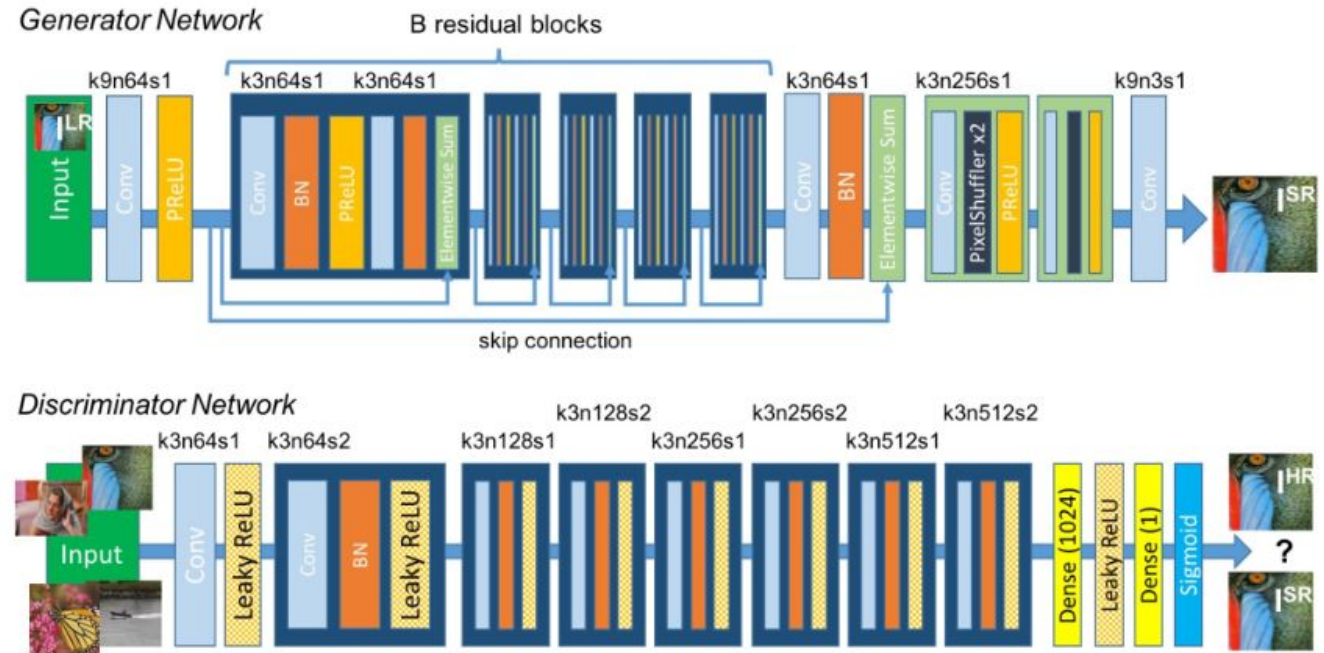 Generator Network
B residual blocks
k9n64s1
k3n64s1
k3n64s1
k3n64s1
k3n256s1
k9n3s1
I^LR
Input
Conv
PReLU
Conv
BN
PReLU
Elementwise Sum
Conv
BN
Elementwise Sum
Conv
PixelShuffler x2
PReLU
Conv
I^SR
skip connection
Discriminator Network
k3n128s2
k3n256s2
k3n512s2
k3n64s1
k3n64s2
k3n128s1
k3n256s1
k3n512s1
Input
Conv
Leaky ReLU
Conv
BN
Leaky ReLU
Dense (1024)
Leaky ReLU
Dense (1)
Sigmoid
I^HR
?
I^SR